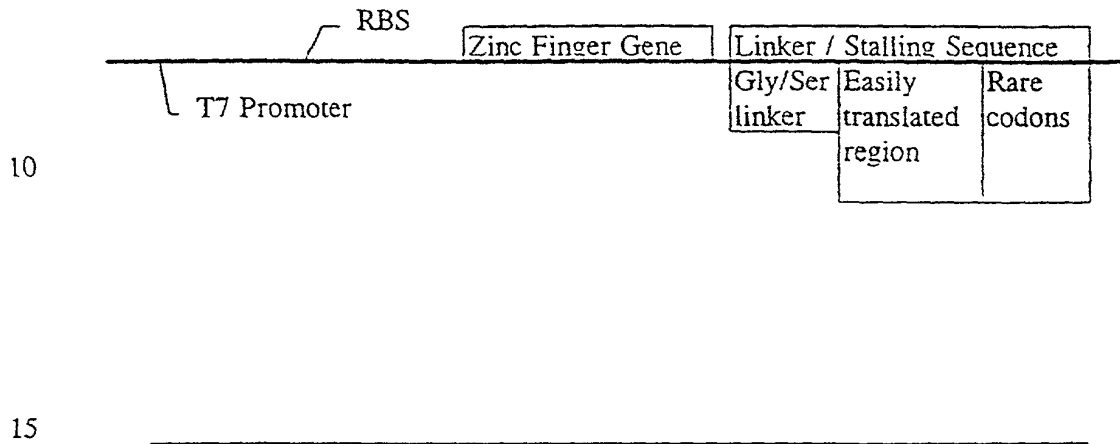 RBS
Zinc Finger Gene
Linker / Stalling Sequence
T7 Promoter
Gly/Ser
linker
Easily
translated
region
Rare
codons
10
15